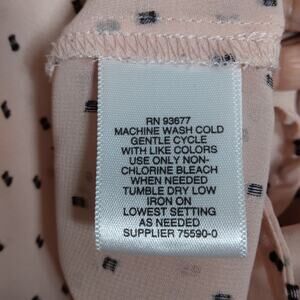 RN 93677
MACHINE WASH COLD
GENTLE CYCLE
WITH LIKE COLORS
USE ONLY NON-
CHLORINE BLEACH
WHEN NEEDED
TUMBLE DRY LOW
IRON ON
LOWEST SETTING
AS NEEDED
SUPPLIER 75590-0